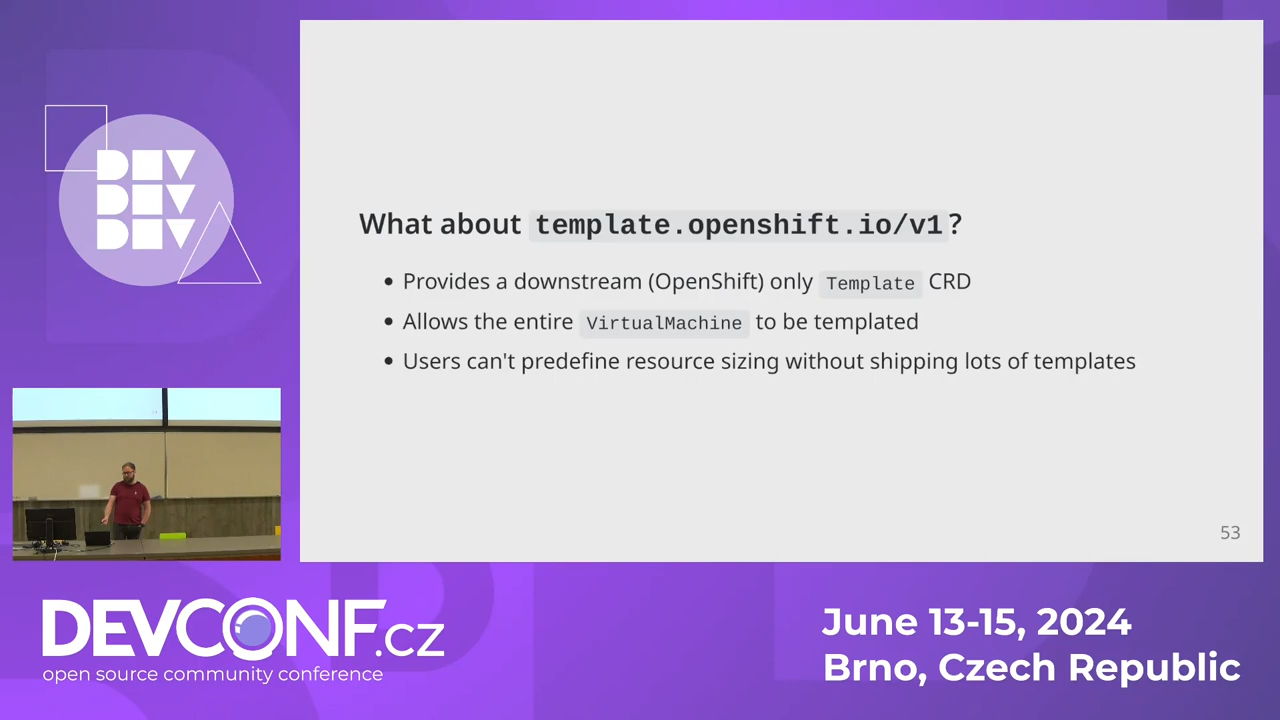 DEV
DEV
DEV
What about template.openshift.io/v1?
Provides a downstream (OpenShift) only Template CRD
Allows the entire VirtualMachine to be templated
Users can't predefine resource sizing without shipping lots of templates
53
DEVCONF.cz
open source community conference
June 13-15, 2024
Brno, Czech Republic